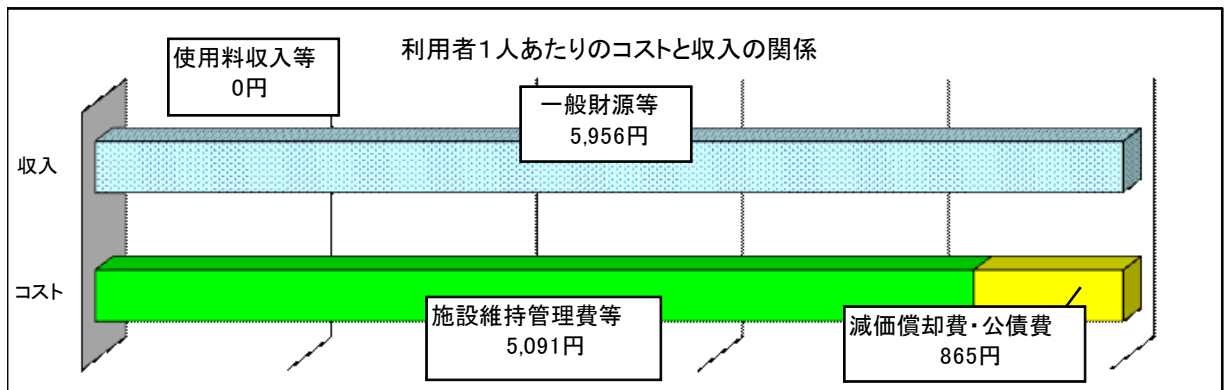 利用者１人あたりのコストと収入の関係
使用料収入等
0円
一般財源等
5,956円
収入
コスト
施設維持管理費等
5,091円
減価償却費・公債費
865円